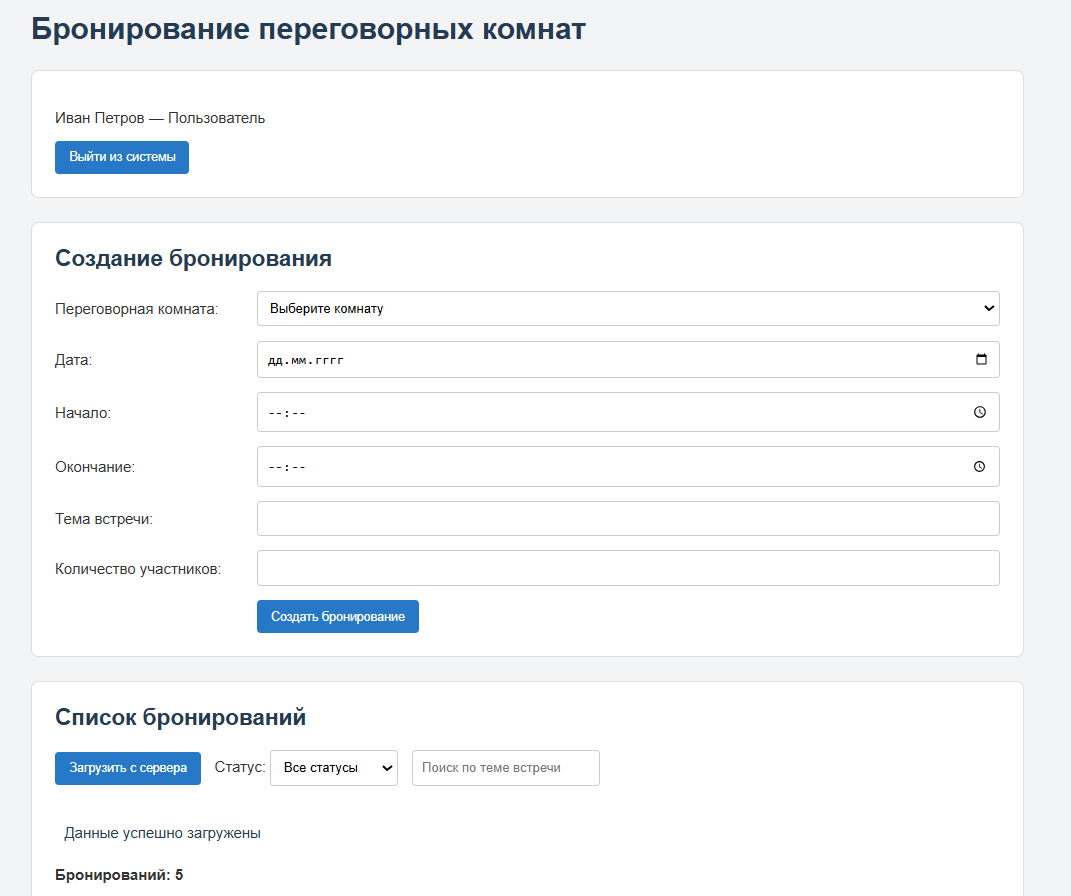 Бронирование переговорных комнат
Иван Петров — Пользователь
Выйти из системы
Создание бронирования
Переговорная комната: Выберите комнату
Дата: дд.мм.гггг
Начало: --:--
Окончание: --:--
Тема встречи:
Количество участников:
Создать бронирование
Список бронирований
Загрузить с сервера Статус: Все статусы Поиск по теме встречи
Данные успешно загружены
Бронирований: 5